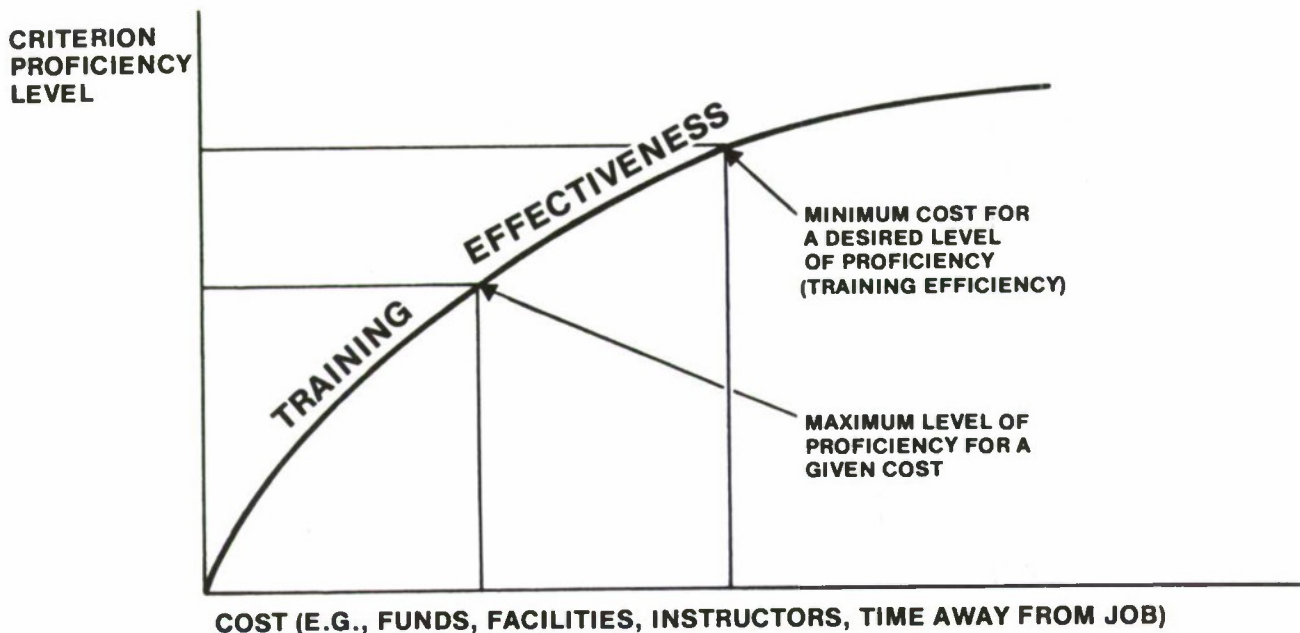 CRITERION
PROFICIENCY
LEVEL
TRAINING EFFECTIVENESS
MINIMUM COST FOR
A DESIRED LEVEL
OF PROFICIENCY
(TRAINING EFFICIENCY)
MAXIMUM LEVEL OF
PROFICIENCY FOR A
GIVEN COST
COST (E.G., FUNDS, FACILITIES, INSTRUCTORS, TIME AWAY FROM JOB)